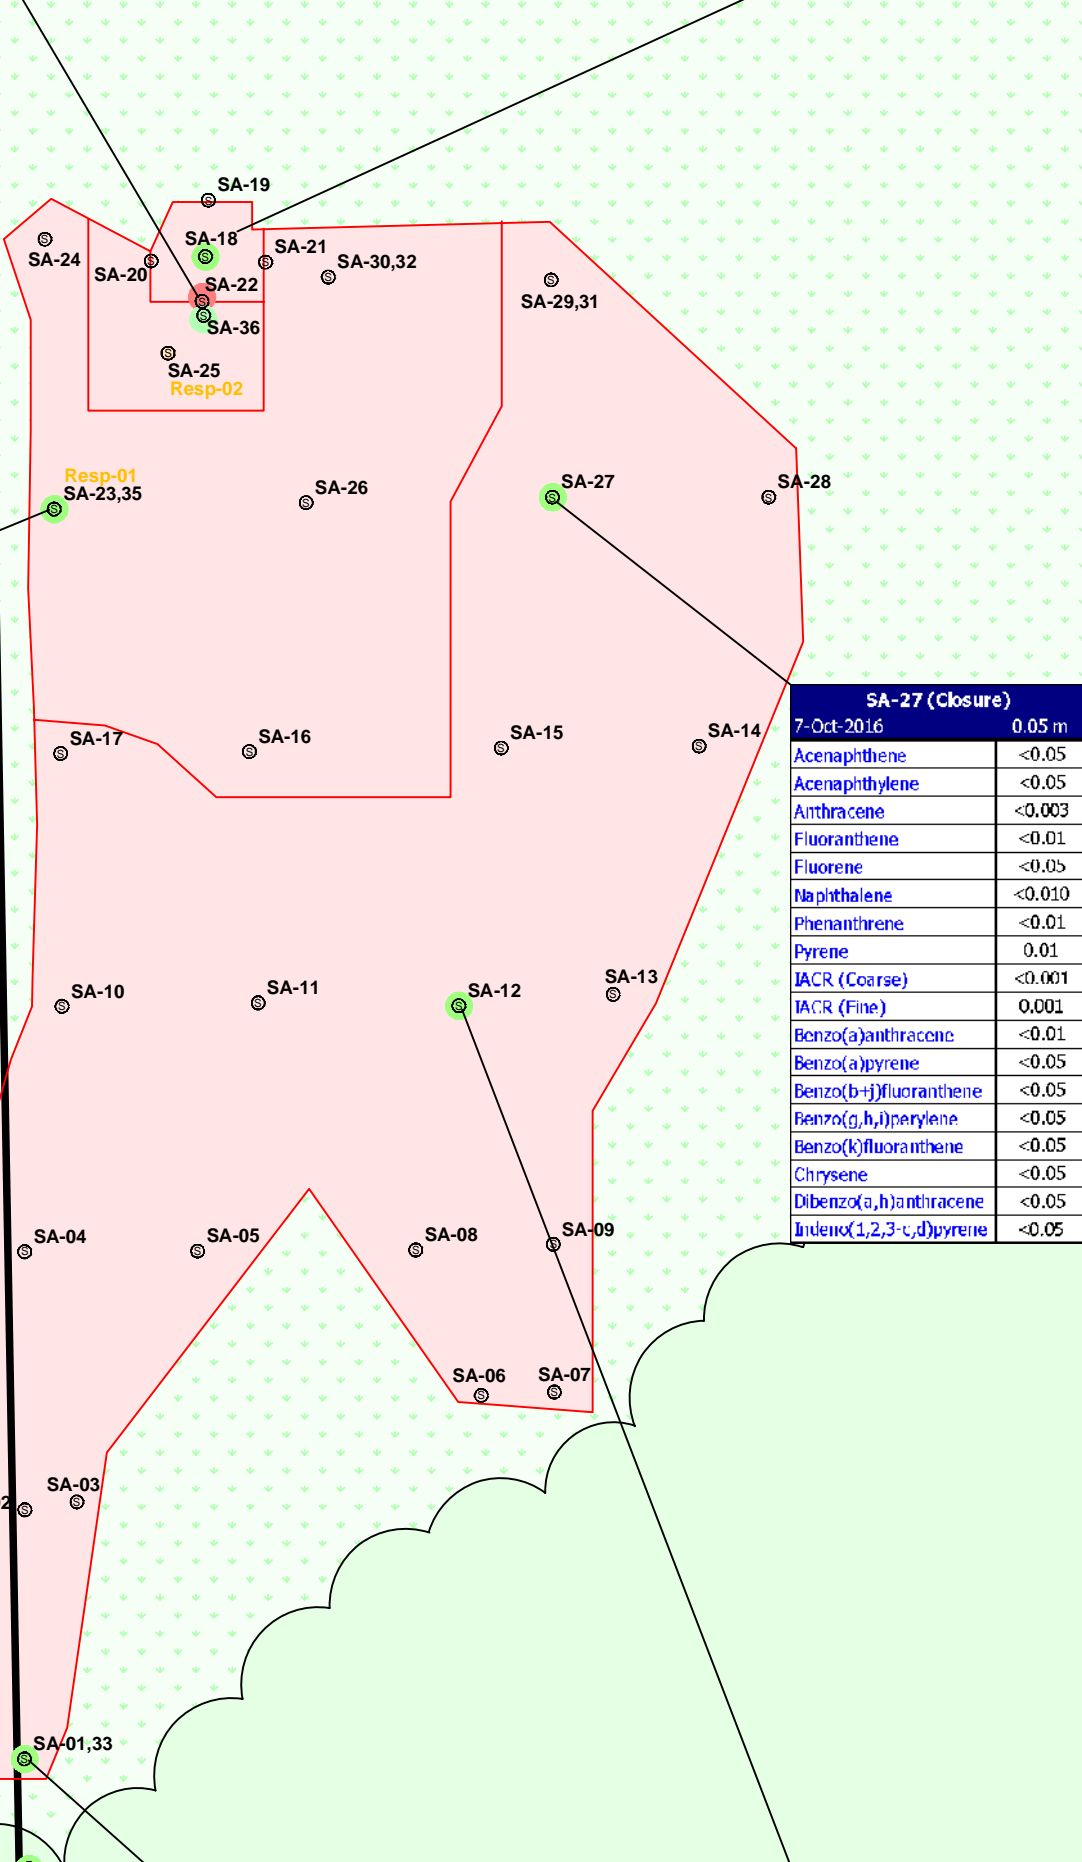 SA-19
SA-18
SA-24
SA-20
SA-21
SA-30,32
SA-22
SA-29,31
SA-36
SA-25
Resp-02
Resp-01
SA-23,35
SA-26
SA-27
SA-28
SA-17
SA-16
SA-15
SA-14
SA-27 (Closure)
7-Oct-2016 0.05 m
Acenaphthene <0.05
Acenaphthylene <0.05
Anthracene <0.003
Fluoranthene <0.01
Fluorene <0.05
Naphthalene <0.010
Phenanthrene <0.01
Pyrene 0.01
IACR (Coarse) <0.001
IACR (Fine) 0.001
Benzo(a)anthracene <0.01
Benzo(a)pyrene <0.05
Benzo(b+j)fluoranthene <0.05
Benzo(g,h,i)perylene <0.05
Benzo(k)fluoranthene <0.05
Chrysene <0.05
Dibenzo(a,h)anthracene <0.05
Indeno(1,2,3-c,d)pyrene <0.05
SA-10
SA-11
SA-12
SA-13
SA-04
SA-05
SA-08
SA-09
SA-06
SA-07
2
SA-03
SA-01,33